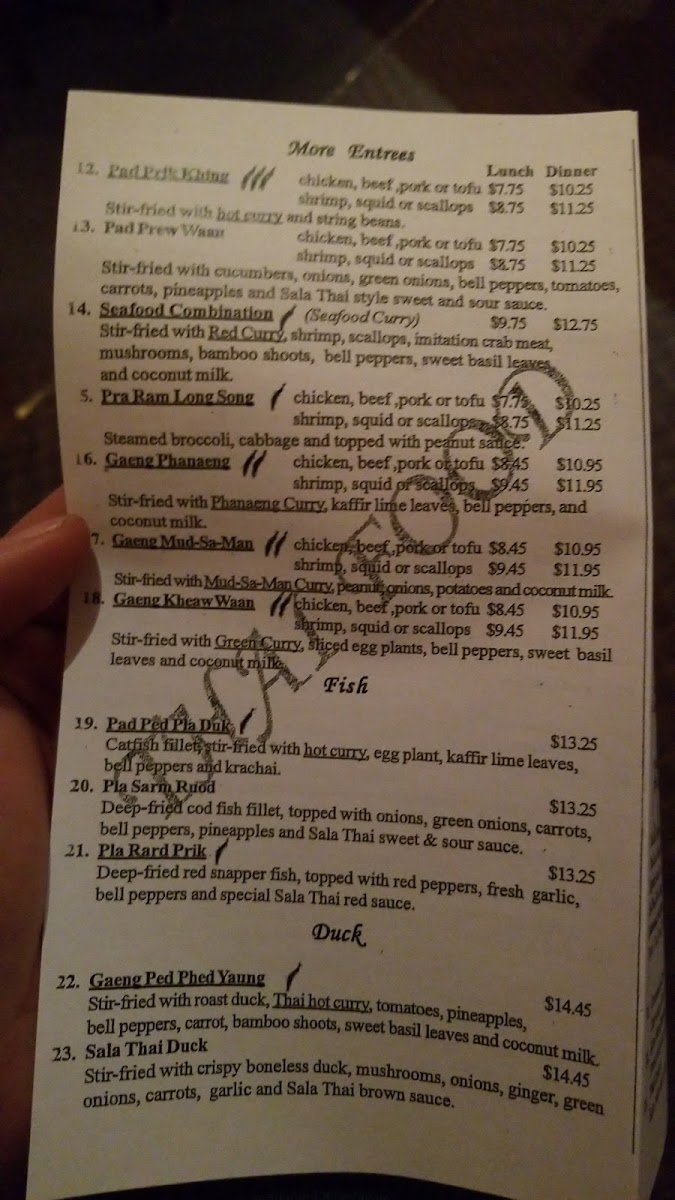 More Entrees
Lunch Dinner
12. Pad Prik Khing chicken, beef ,pork or tofu $7.75 $10.25
shrimp, squid or scallops $8.75 $11.25
Stir-fried with hot curry and string beans.
13. Pad Prew Waan chicken, beef ,pork or tofu $7.75 $10.25
shrimp, squid or scallops $8.75 $11.25
Stir-fried with cucumbers, onions, green onions, bell peppers, tomatoes,
carrots, pineapples and Sala Thai style sweet and sour sauce.
14. Seafood Combination (Seafood Curry) $9.75 $12.75
Stir-fried with Red Curry, shrimp, scallops, imitation crab meat,
mushrooms, bamboo shoots, bell peppers, sweet basil leaves
and coconut milk.
5. Pra Ram Long Song chicken, beef ,pork or tofu $7.75 $10.25
shrimp, squid or scallops $8.75 $11.25
Steamed broccoli, cabbage and topped with peanut sauce.
16. Gaeng Phanaeng chicken, beef ,pork or tofu $8.45 $10.95
shrimp, squid or scallops $9.45 $11.95
Stir-fried with Phanaeng Curry, kaffir lime leaves, bell peppers, and
coconut milk.
7. Gaeng Mud-Sa-Man chicken, beef ,pork or tofu $8.45 $10.95
shrimp, squid or scallops $9.45 $11.95
Stir-fried with Mud-Sa-Man Curry, peanut, onions, potatoes and coconut milk.
18. Gaeng Kheaw Waan chicken, beef ,pork or tofu $8.45 $10.95
shrimp, squid or scallops $9.45 $11.95
Stir-fried with Green Curry, sliced egg plants, bell peppers, sweet basil
leaves and coconut milk.
Fish
19. Pad Ped Pla Duk $13.25
Catfish fillet, stir-fried with hot curry, egg plant, kaffir lime leaves,
bell peppers and krachai.
20. Pla Sarm Ruod $13.25
Deep-fried cod fish fillet, topped with onions, green onions, carrots,
bell peppers, pineapples and Sala Thai sweet & sour sauce.
21. Pla Rard Prik $13.25
Deep-fried red snapper fish, topped with red peppers, fresh garlic,
bell peppers and special Sala Thai red sauce.
Duck
22. Gaeng Ped Phed Yaung $14.45
Stir-fried with roast duck, Thai hot curry, tomatoes, pineapples,
bell peppers, carrot, bamboo shoots, sweet basil leaves and coconut milk.
23. Sala Thai Duck $14.45
Stir-fried with crispy boneless duck, mushrooms, onions, ginger, green
onions, carrots, garlic and Sala Thai brown sauce.